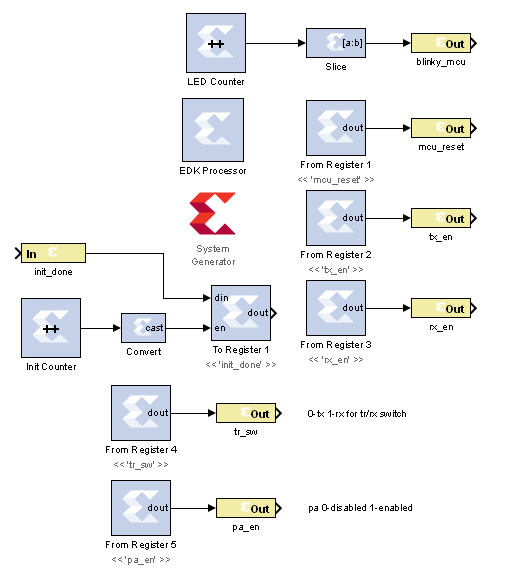 ++
[a:b]
Out
LED Counter
Slice
blinky_mcu
dout
Out
EDK Processor
From Register 1
mcu_reset
<< 'mcu_reset' >>
dout
Out
System
Generator
From Register 2
tx_en
<< 'tx_en' >>
In
init_done
din
dout
en
dout
Out
++
cast
Init Counter
Convert
To Register 1
<< 'init_done' >>
From Register 3
rx_en
<< 'rx_en' >>
dout
Out
0-tx 1-rx for tr/rx switch
From Register 4
tr_sw
<< 'tr_sw' >>
dout
Out
pa 0-disabled 1-enabled
From Register 5
pa_en
<< 'pa_en' >>